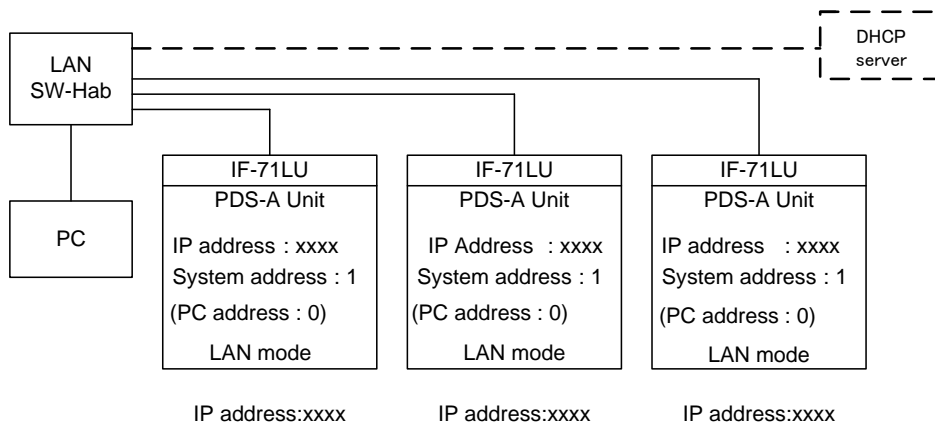 DHCP
server
LAN
SW-Hab
PC
IF-71LU
PDS-A Unit
IP address : xxxx
System address : 1
(PC address : 0)
LAN mode
IP address:xxxx
IF-71LU
PDS-A Unit
IP Address : xxxx
System address : 1
(PC address : 0)
LAN mode
IP address:xxxx
IF-71LU
PDS-A Unit
IP address : xxxx
System address : 1
(PC address : 0)
LAN mode
IP address:xxxx